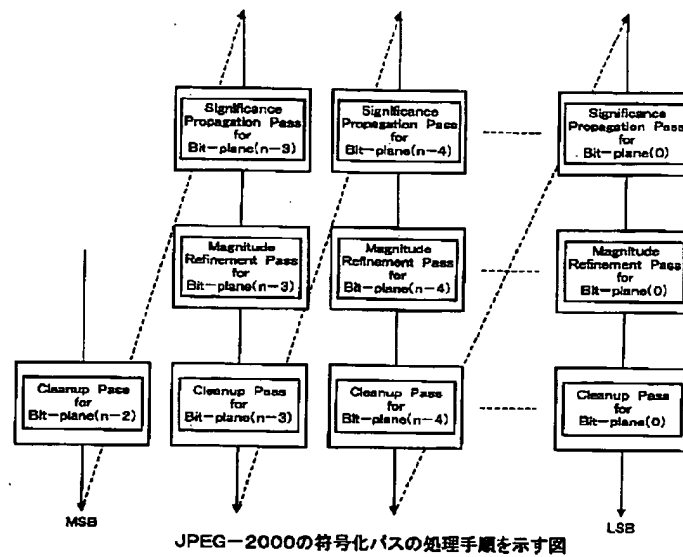 Significance
Propagation Pass
for
Bit-plane(n-3)
Significance
Propagation Pass
for
Bit-plane(n-4)
Significance
Propagation Pass
for
Bit-plane(0)
Magnitude
Refinement Pass
for
Bit-plane(n-3)
Magnitude
Refinement Pass
for
Bit-plane(n-4)
Magnitude
Refinement Pass
for
Bit-plane(0)
Cleanup Pass
for
Bit-plane(n-2)
Cleanup Pass
for
Bit-plane(n-3)
Cleanup Pass
for
Bit-plane(n-4)
Cleanup Pass
for
Bit-plane(0)
MSB
LSB
JPEG-2000の符号化パスの処理手順を示す図